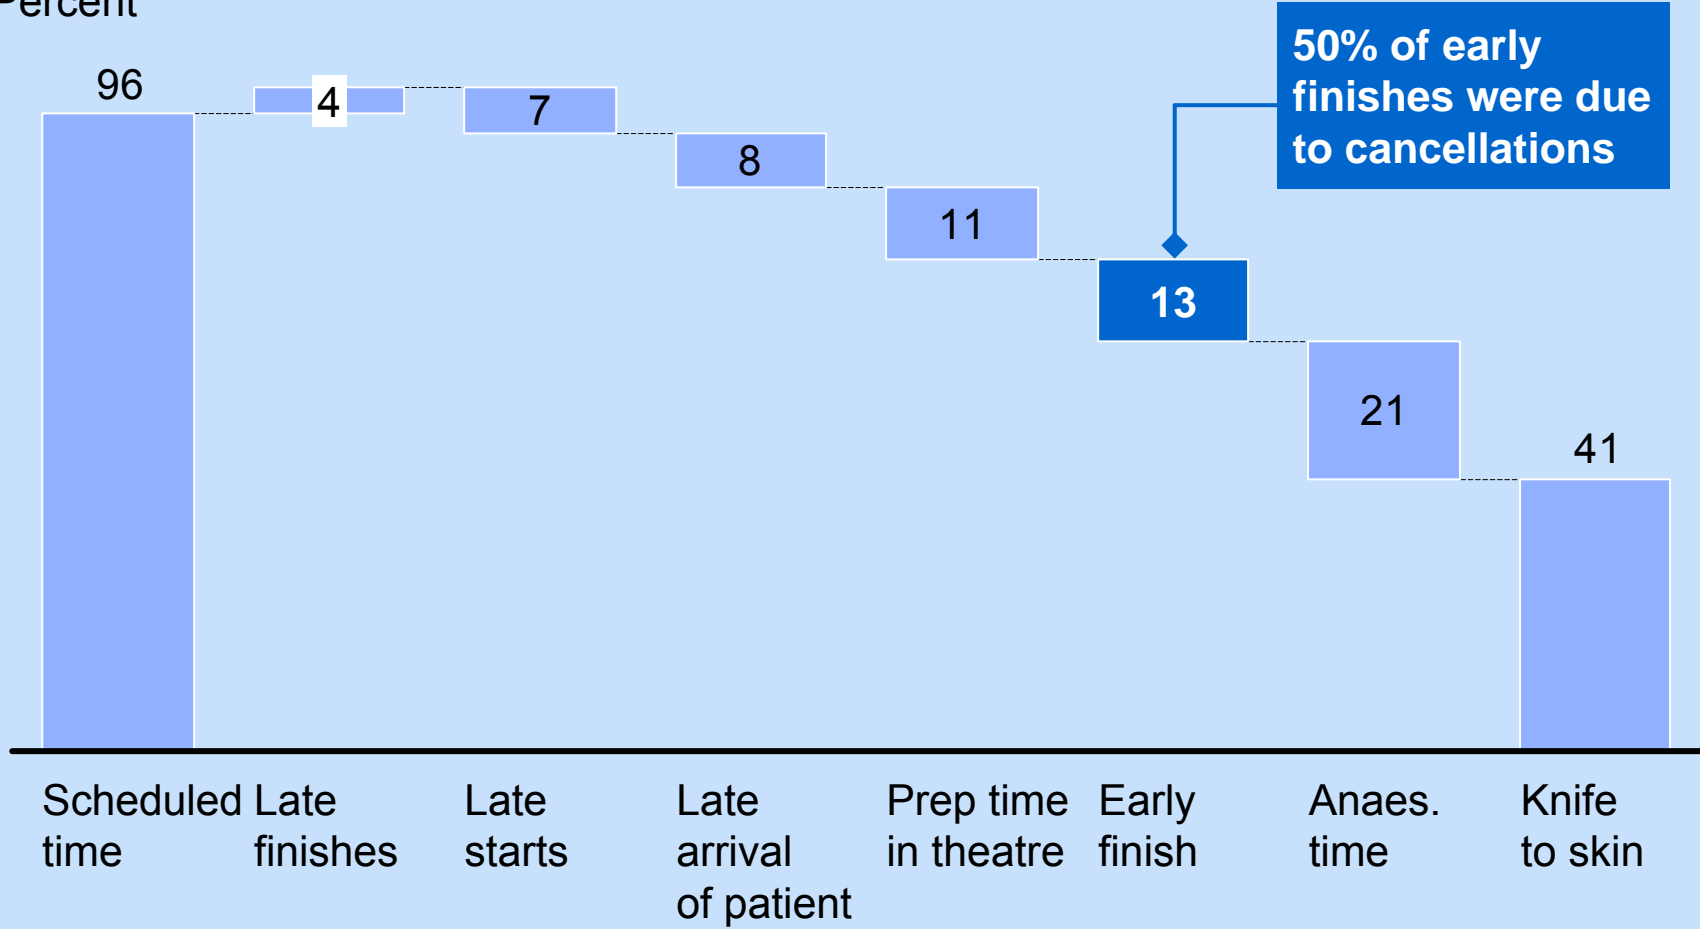 Percent
50% of early
finishes were due
to cancellations
96
4
7
8
11
13
21
41
Scheduled
time
Late
finishes
Late
starts
Late
arrival
of patient
Prep time
in theatre
Early
finish
Anaes.
time
Knife
to skin